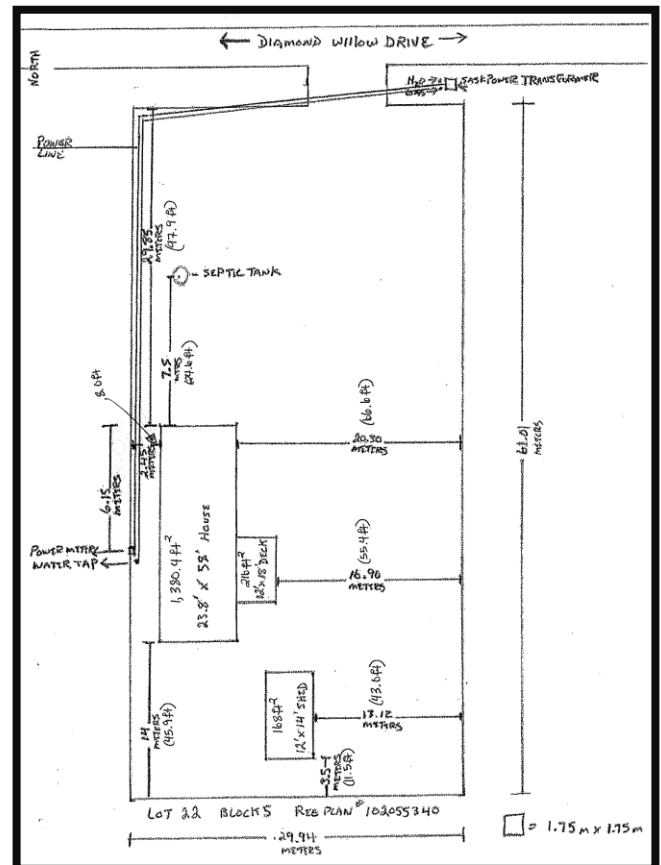 ← DIAMOND WILLOW DRIVE →
NORTH
H2O →
GAS →
SASKPOWER TRANSFORMER
POWER
LINE
29.85
METERS
(97.9 ft)
SEPTIC TANK
7.5
MTRS
(24.6 ft)
8.0 ft
2.45
METERS
(66.6 ft)
20.30
METERS
61.01
METERS
6.15
METERS
POWER METER
WATER TAP
1,380.4 ft²
23.8' x 58' HOUSE
216 ft²
12' x 18' DECK
(55.4 ft)
16.90
METERS
14
METERS
(45.9 ft)
168 ft²
12' x 14' SHED
(43.0 ft)
13.12
METERS
3.5
METERS
(11.5 ft)
LOT 22 BLOCK 5 REG PLAN # 102055340
29.94
METERS
= 1.75 m x 1.75 m